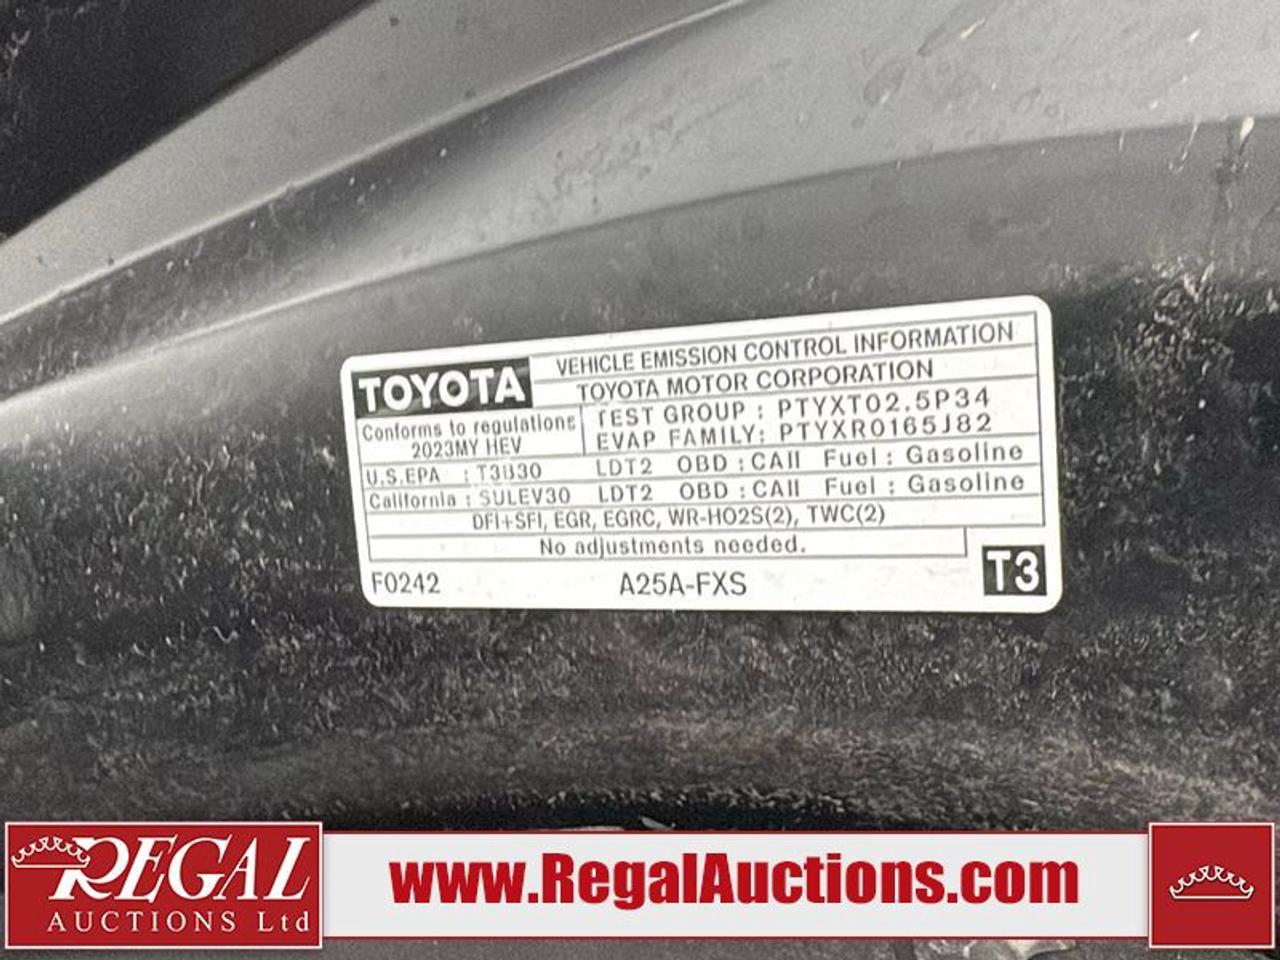 TOYOTA
VEHICLE EMISSION CONTROL INFORMATION
TOYOTA MOTOR CORPORATION
Conforms to regulations
2023MY HEV
TEST GROUP : PTYXT02.5P34
EVAP FAMILY: PTYXR0165J82
U.S.EPA : T3B30 LDT2 OBD : CAII Fuel : Gasoline
California : SULEV30 LDT2 OBD : CAII Fuel : Gasoline
DFI+SFI, EGR, EGRC, WR-HO2S(2), TWC(2)
No adjustments needed.
F0242 A25A-FXS T3
REGAL
AUCTIONS Ltd
www.RegalAuctions.com